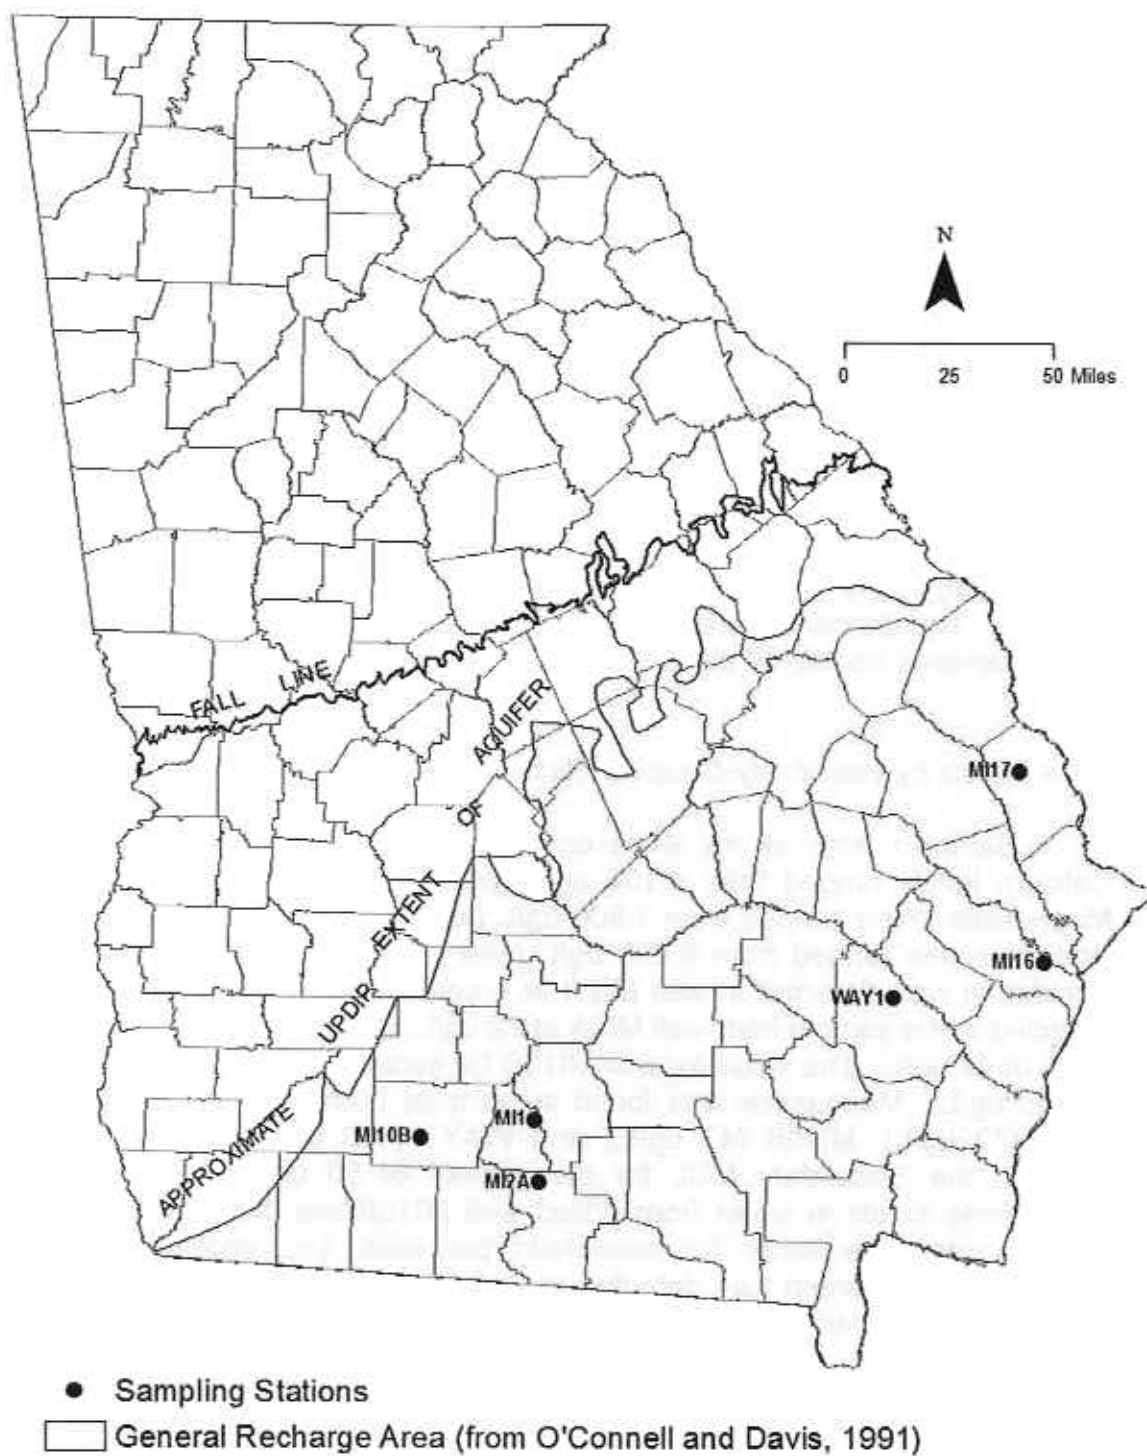 N
0 25 50 Miles
FALL LINE
APPROXIMATE UPDIP EXTENT OF AQUIFER
MI17
MI16
WAY1
MI1
MI10B
MI2A
Sampling Stations
General Recharge Area (from O'Connell and Davis, 1991)